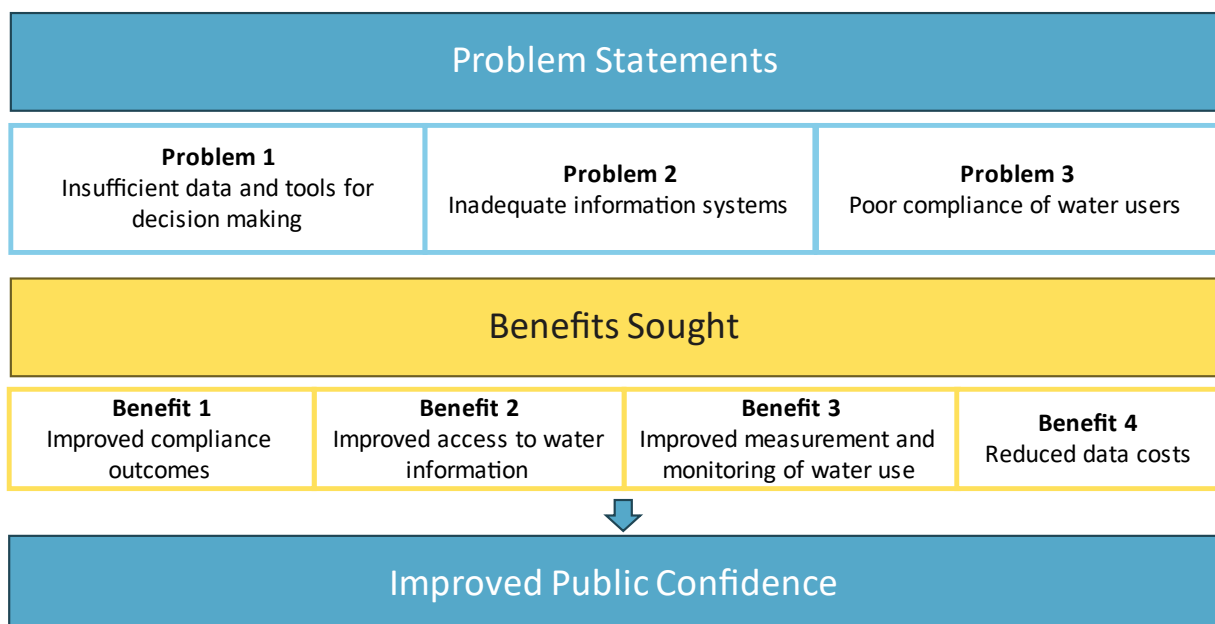 Problem Statements
Problem 1
Insufficient data and tools for
decision making
Problem 2
Inadequate information systems
Problem 3
Poor compliance of water users
Benefits Sought
Benefit 1
Improved compliance
outcomes
Benefit 2
Improved access to water
information
Benefit 3
Improved measurement and
monitoring of water use
Benefit 4
Reduced data costs
Improved Public Confidence